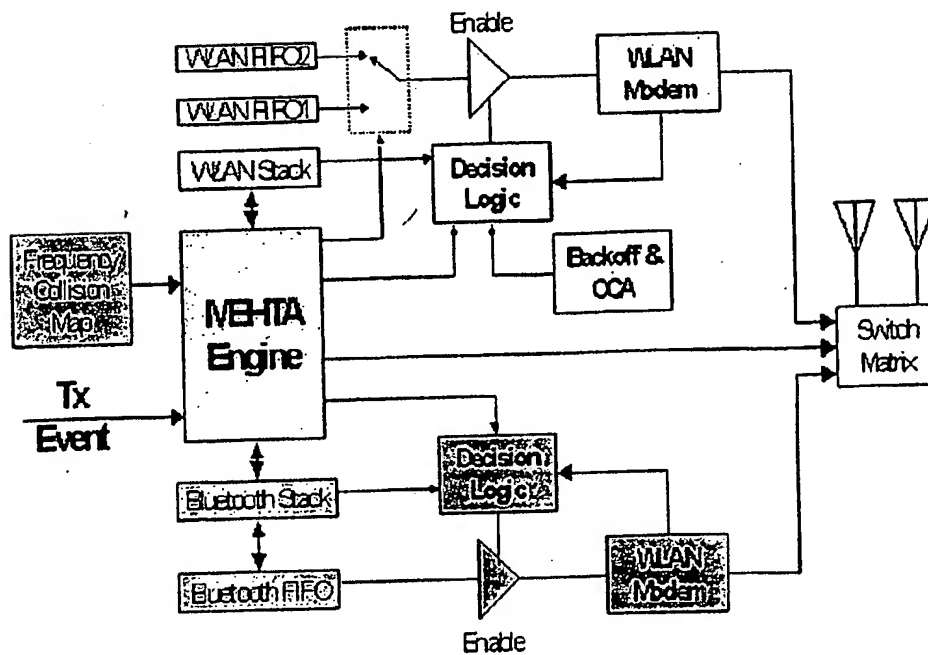 Enable
WLAN FIFO2
WLAN FIFO1
WLAN
Modem
WLAN Stack
Decision
Logic
Frequency
Collision
Map
MEHTA
Engine
Backoff &
CCA
Switch
Matrix
Tx
Event
Decision
Logic
Bluetooth Stack
Bluetooth FIFO
WLAN
Modem
Enable